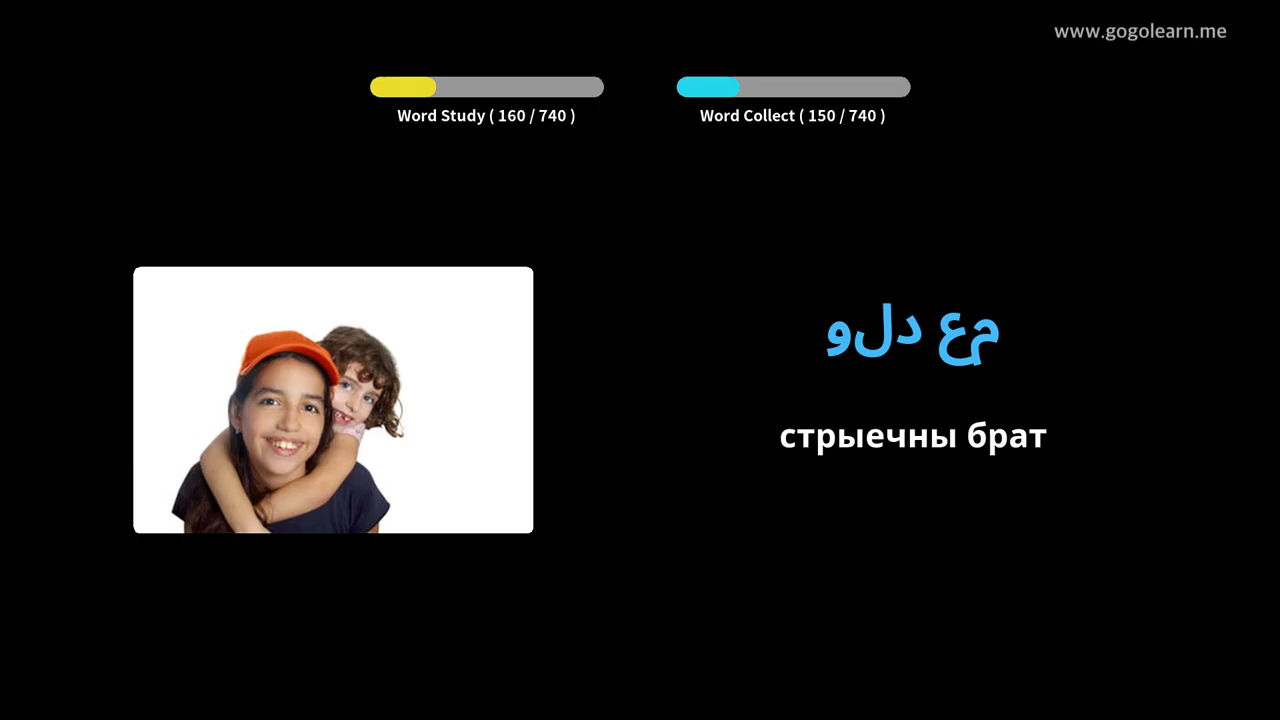 www.gogolearn.me
Word Study ( 160 / 740 )
Word Collect ( 150 / 740 )
ولد عم
стрыечны брат